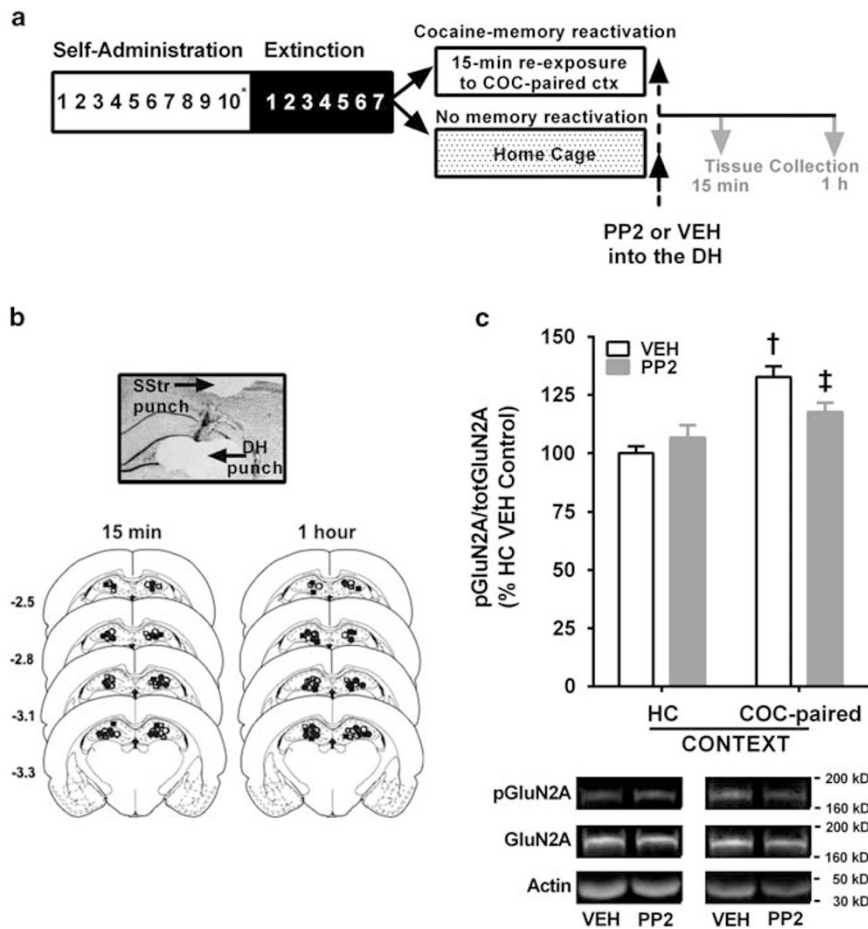 a
Self-Administration Extinction
1 2 3 4 5 6 7 8 9 10* 1 2 3 4 5 6 7
Cocaine-memory reactivation
15-min re-exposure
to COC-paired ctx
No memory reactivation
Home Cage
Tissue Collection
15 min 1 h
PP2 or VEH
into the DH
b
SStr
punch
DH
punch
15 min 1 hour
-2.5
-2.8
-3.1
-3.3
c
pGluN2A/totGluN2A
(% HC VEH Control)
150
125
100
75
50
25
0
VEH
PP2
†
‡
HC COC-paired
CONTEXT
pGluN2A
200 kD
160 kD
GluN2A
200 kD
160 kD
Actin
50 kD
30 kD
VEH PP2 VEH PP2